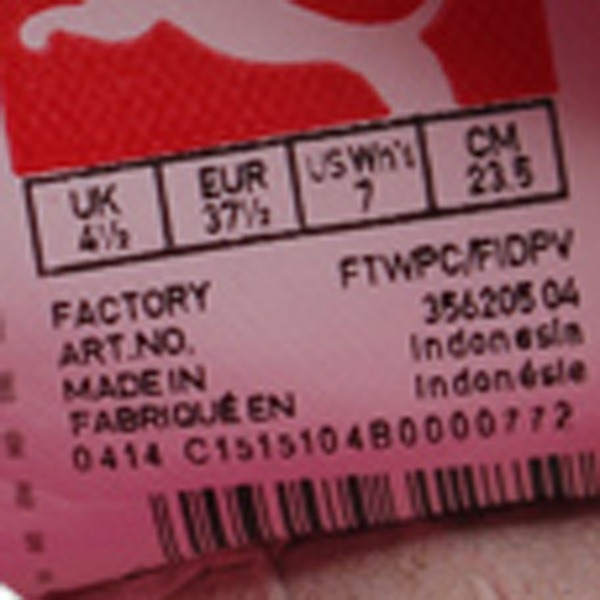 UK EUR US Wn's CM
4½ 37½ 7 23.5
FACTORY FTWPC/FIDPV
ART.NO. 356205 04
MADE IN Indonesia
FABRIQUÉ EN Indonésie
0414 C1515104B0000772